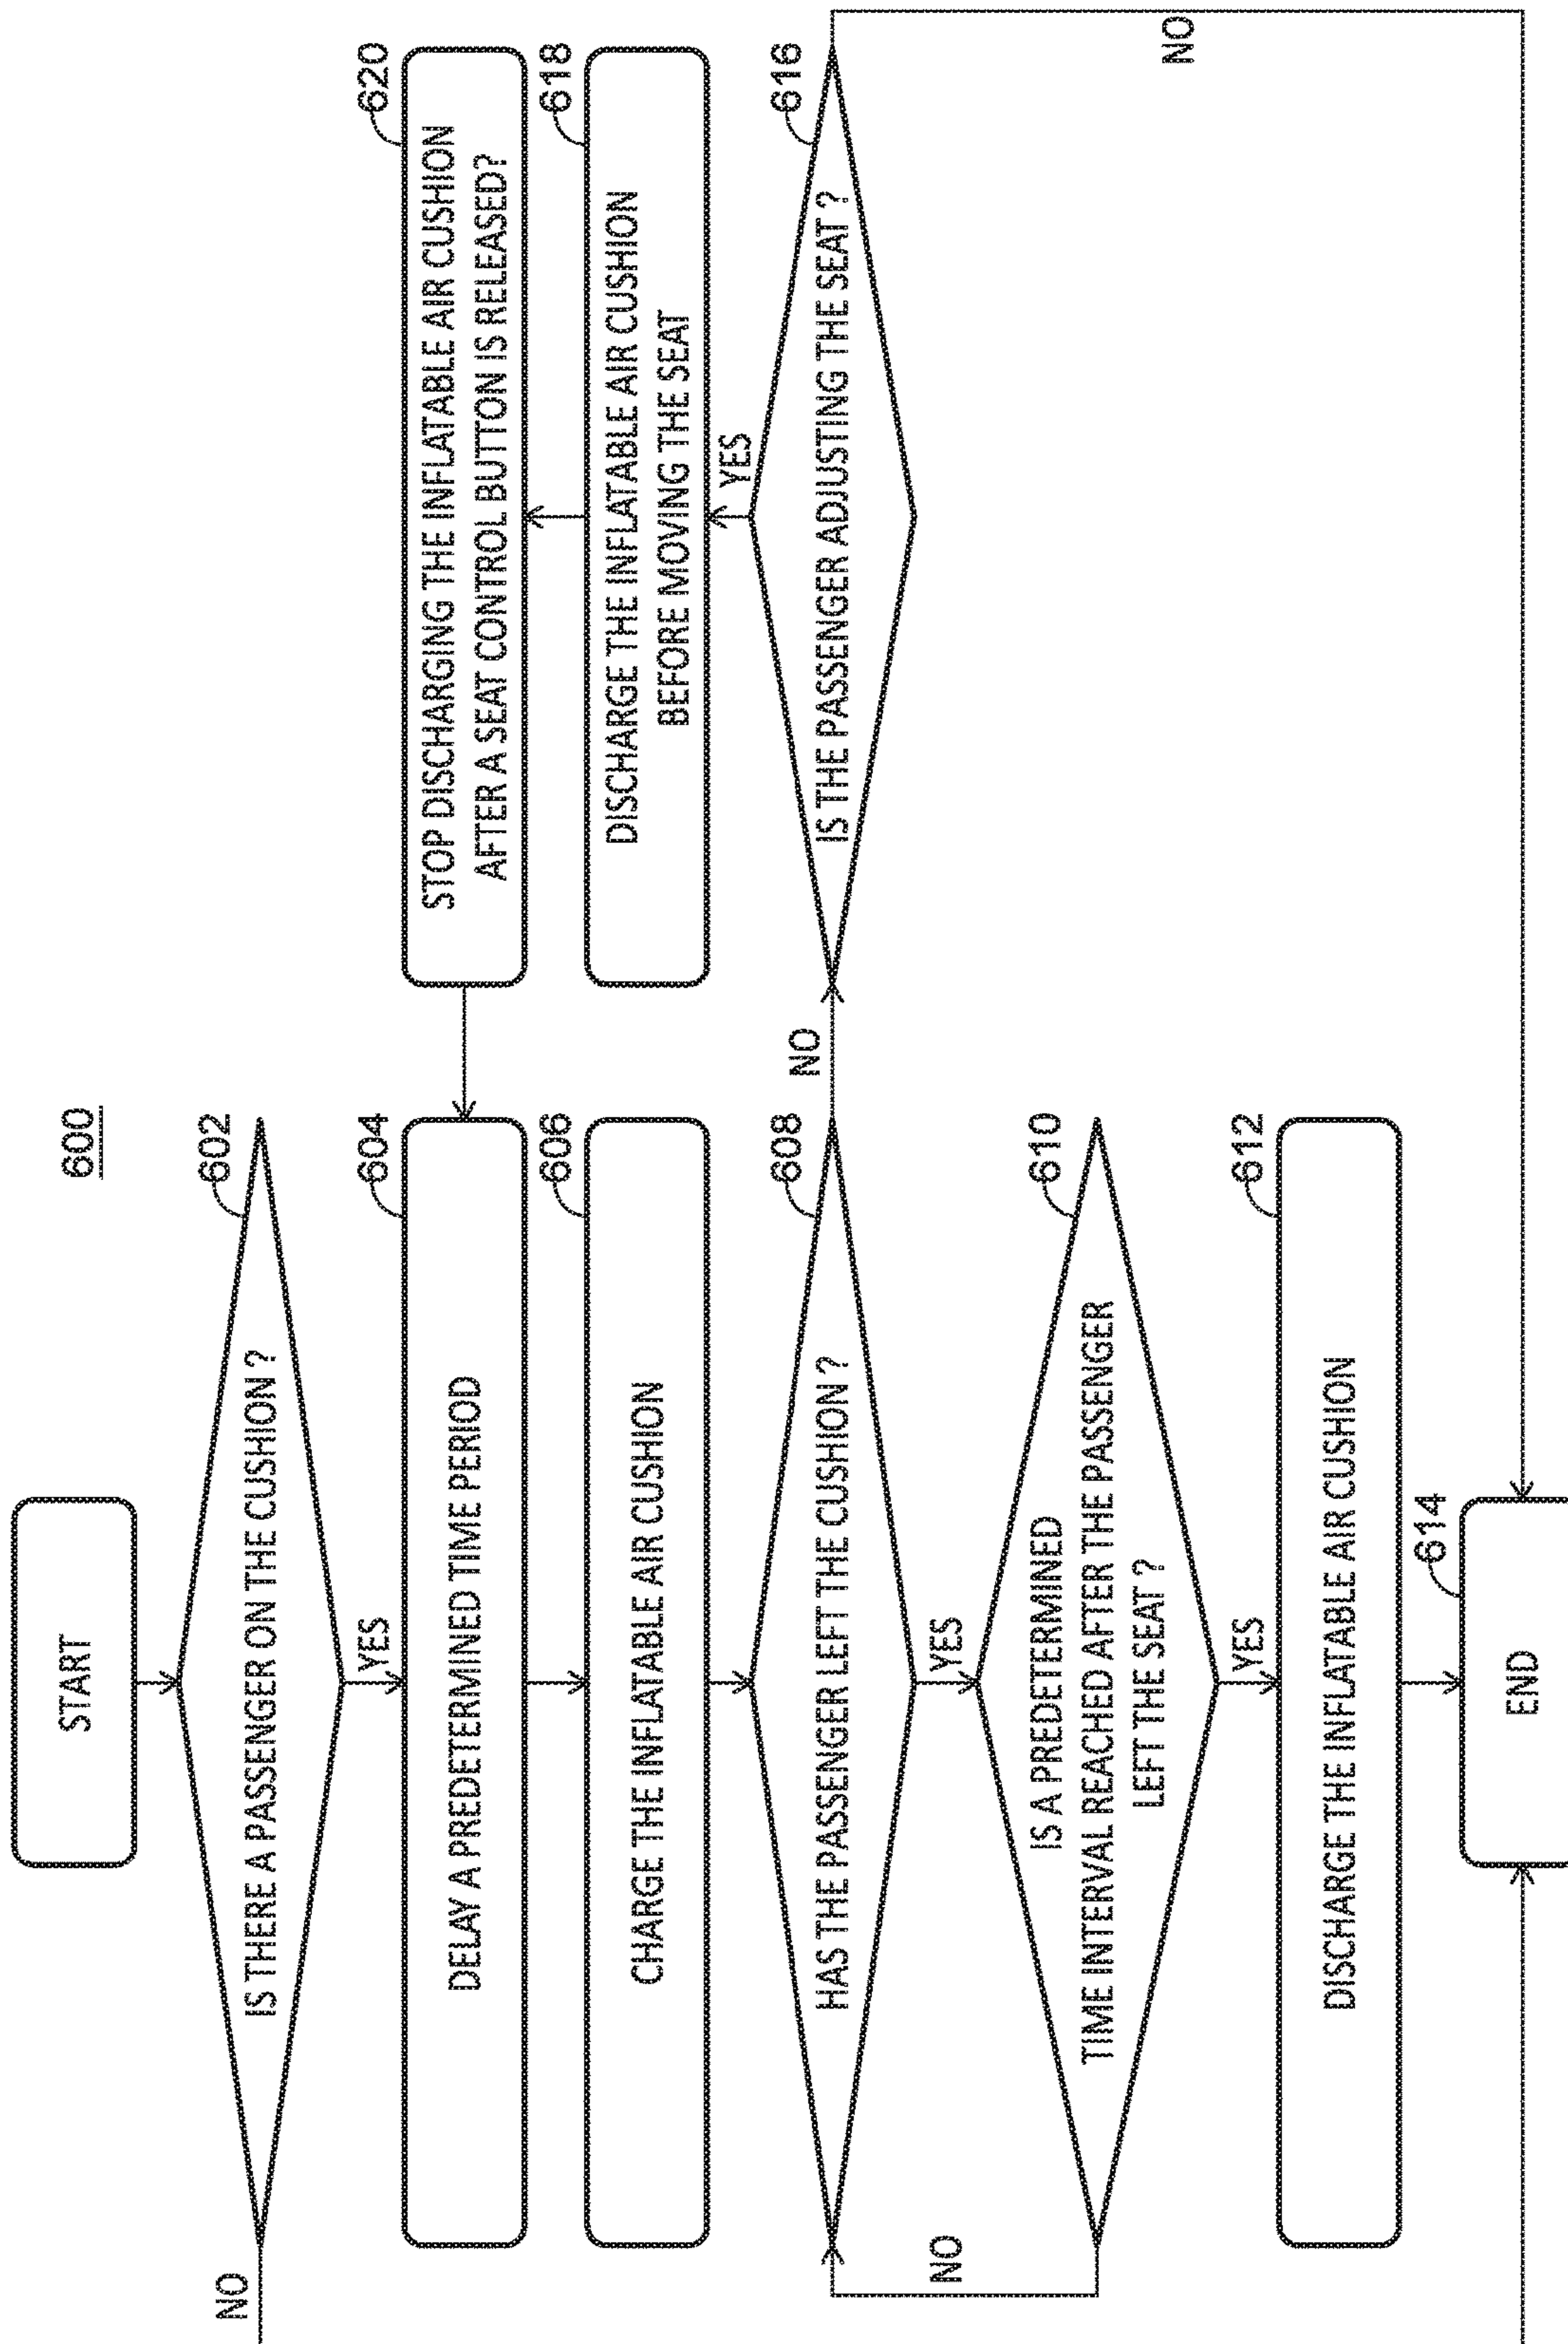 600
START
602
IS THERE A PASSENGER ON THE CUSHION ?
NO
YES
604
DELAY A PREDETERMINED TIME PERIOD
606
CHARGE THE INFLATABLE AIR CUSHION
608
HAS THE PASSENGER LEFT THE CUSHION ?
NO
YES
610
IS A PREDETERMINED
TIME INTERVAL REACHED AFTER THE PASSENGER
LEFT THE SEAT ?
NO
YES
612
DISCHARGE THE INFLATABLE AIR CUSHION
614
END
620
STOP DISCHARGING THE INFLATABLE AIR CUSHION
AFTER A SEAT CONTROL BUTTON IS RELEASED?
618
DISCHARGE THE INFLATABLE AIR CUSHION
BEFORE MOVING THE SEAT
YES
616
IS THE PASSENGER ADJUSTING THE SEAT ?
NO